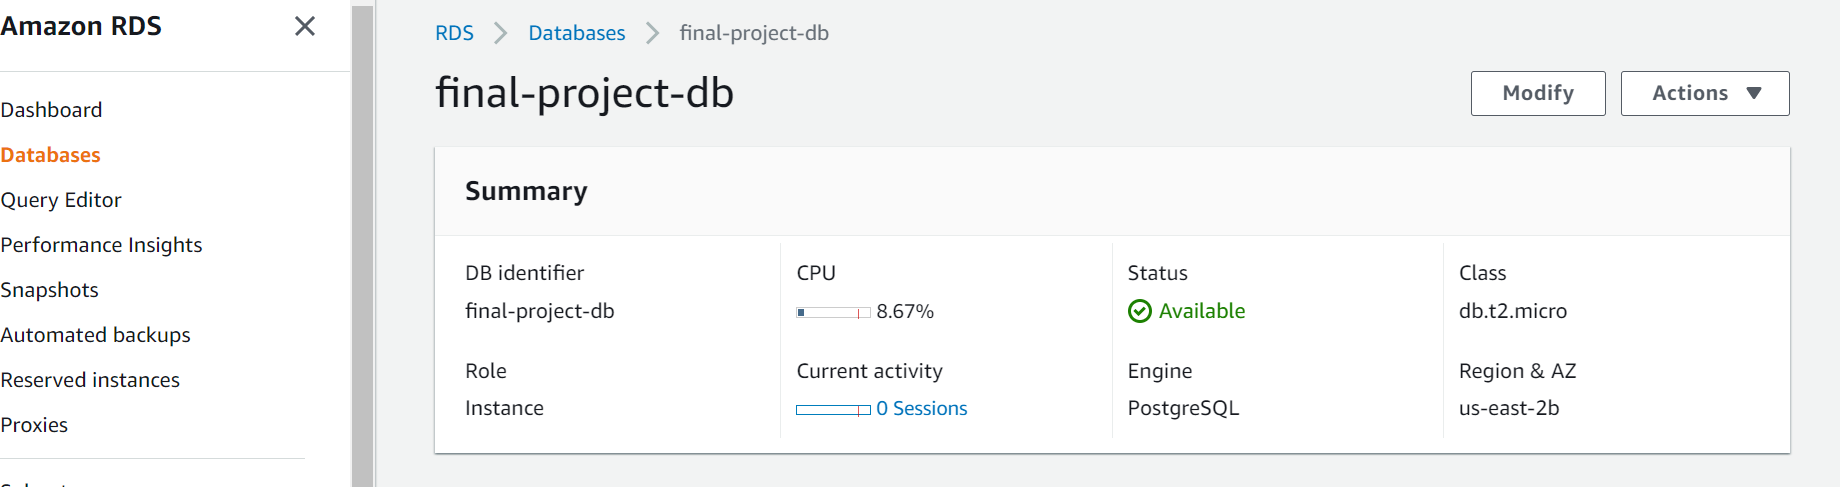 Amazon RDS
Dashboard
Databases
Query Editor
Performance Insights
Snapshots
Automated backups
Reserved instances
Proxies
RDS > Databases > final-project-db
final-project-db
Modify
Actions
Summary
DB identifier
final-project-db
CPU
8.67%
Status
Available
Class
db.t2.micro
Role
Instance
Current activity
0 Sessions
Engine
PostgreSQL
Region & AZ
us-east-2b